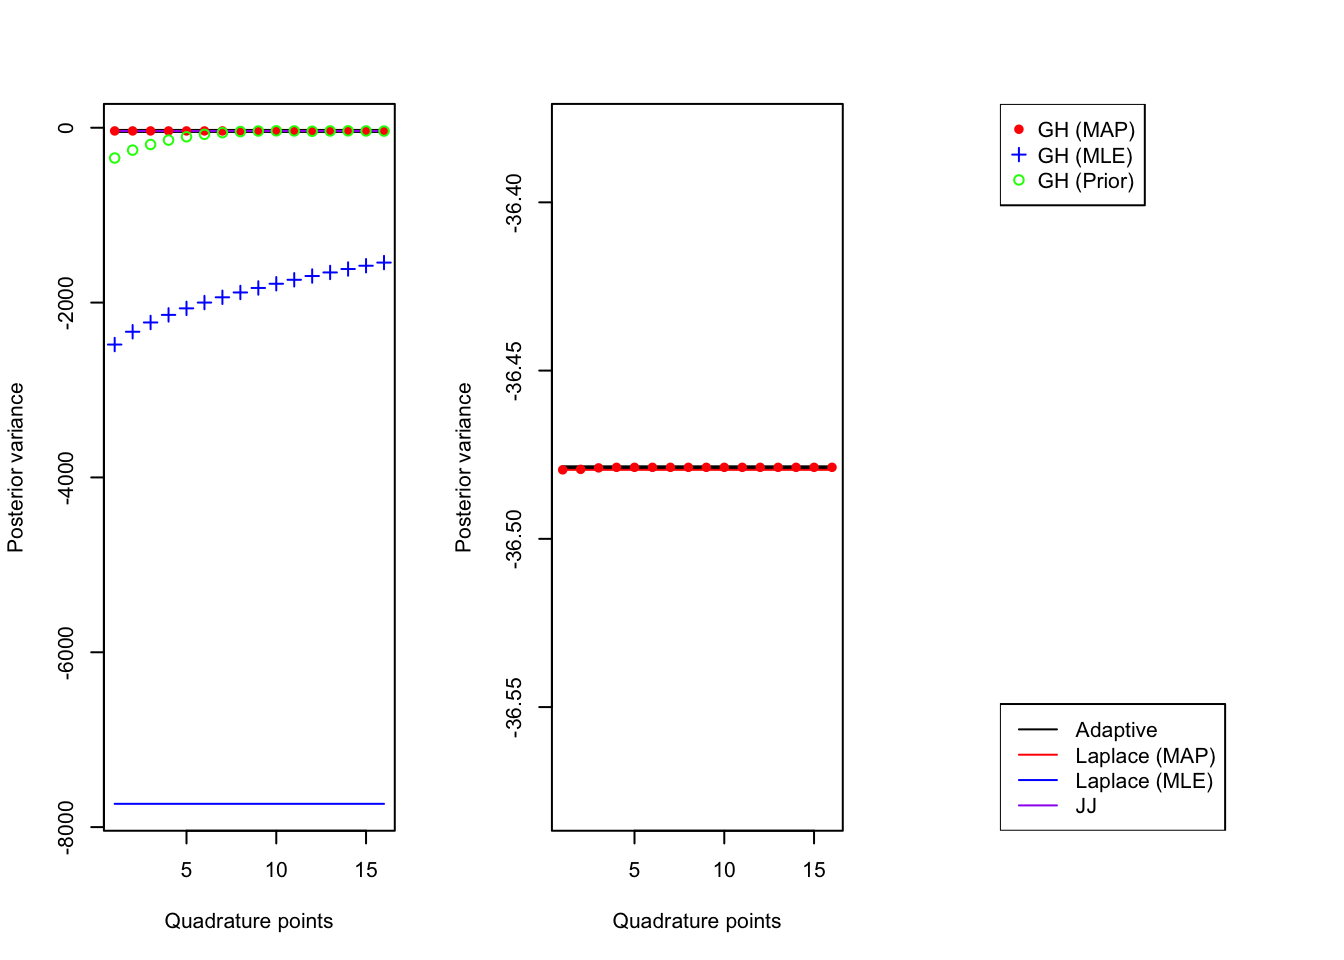 Posterior variance
0
-2000
-4000
-6000
-8000
5 10 15
Quadrature points
Posterior variance
-36.40
-36.45
-36.50
-36.55
5 10 15
Quadrature points
GH (MAP)
GH (MLE)
GH (Prior)
Adaptive
Laplace (MAP)
Laplace (MLE)
JJ